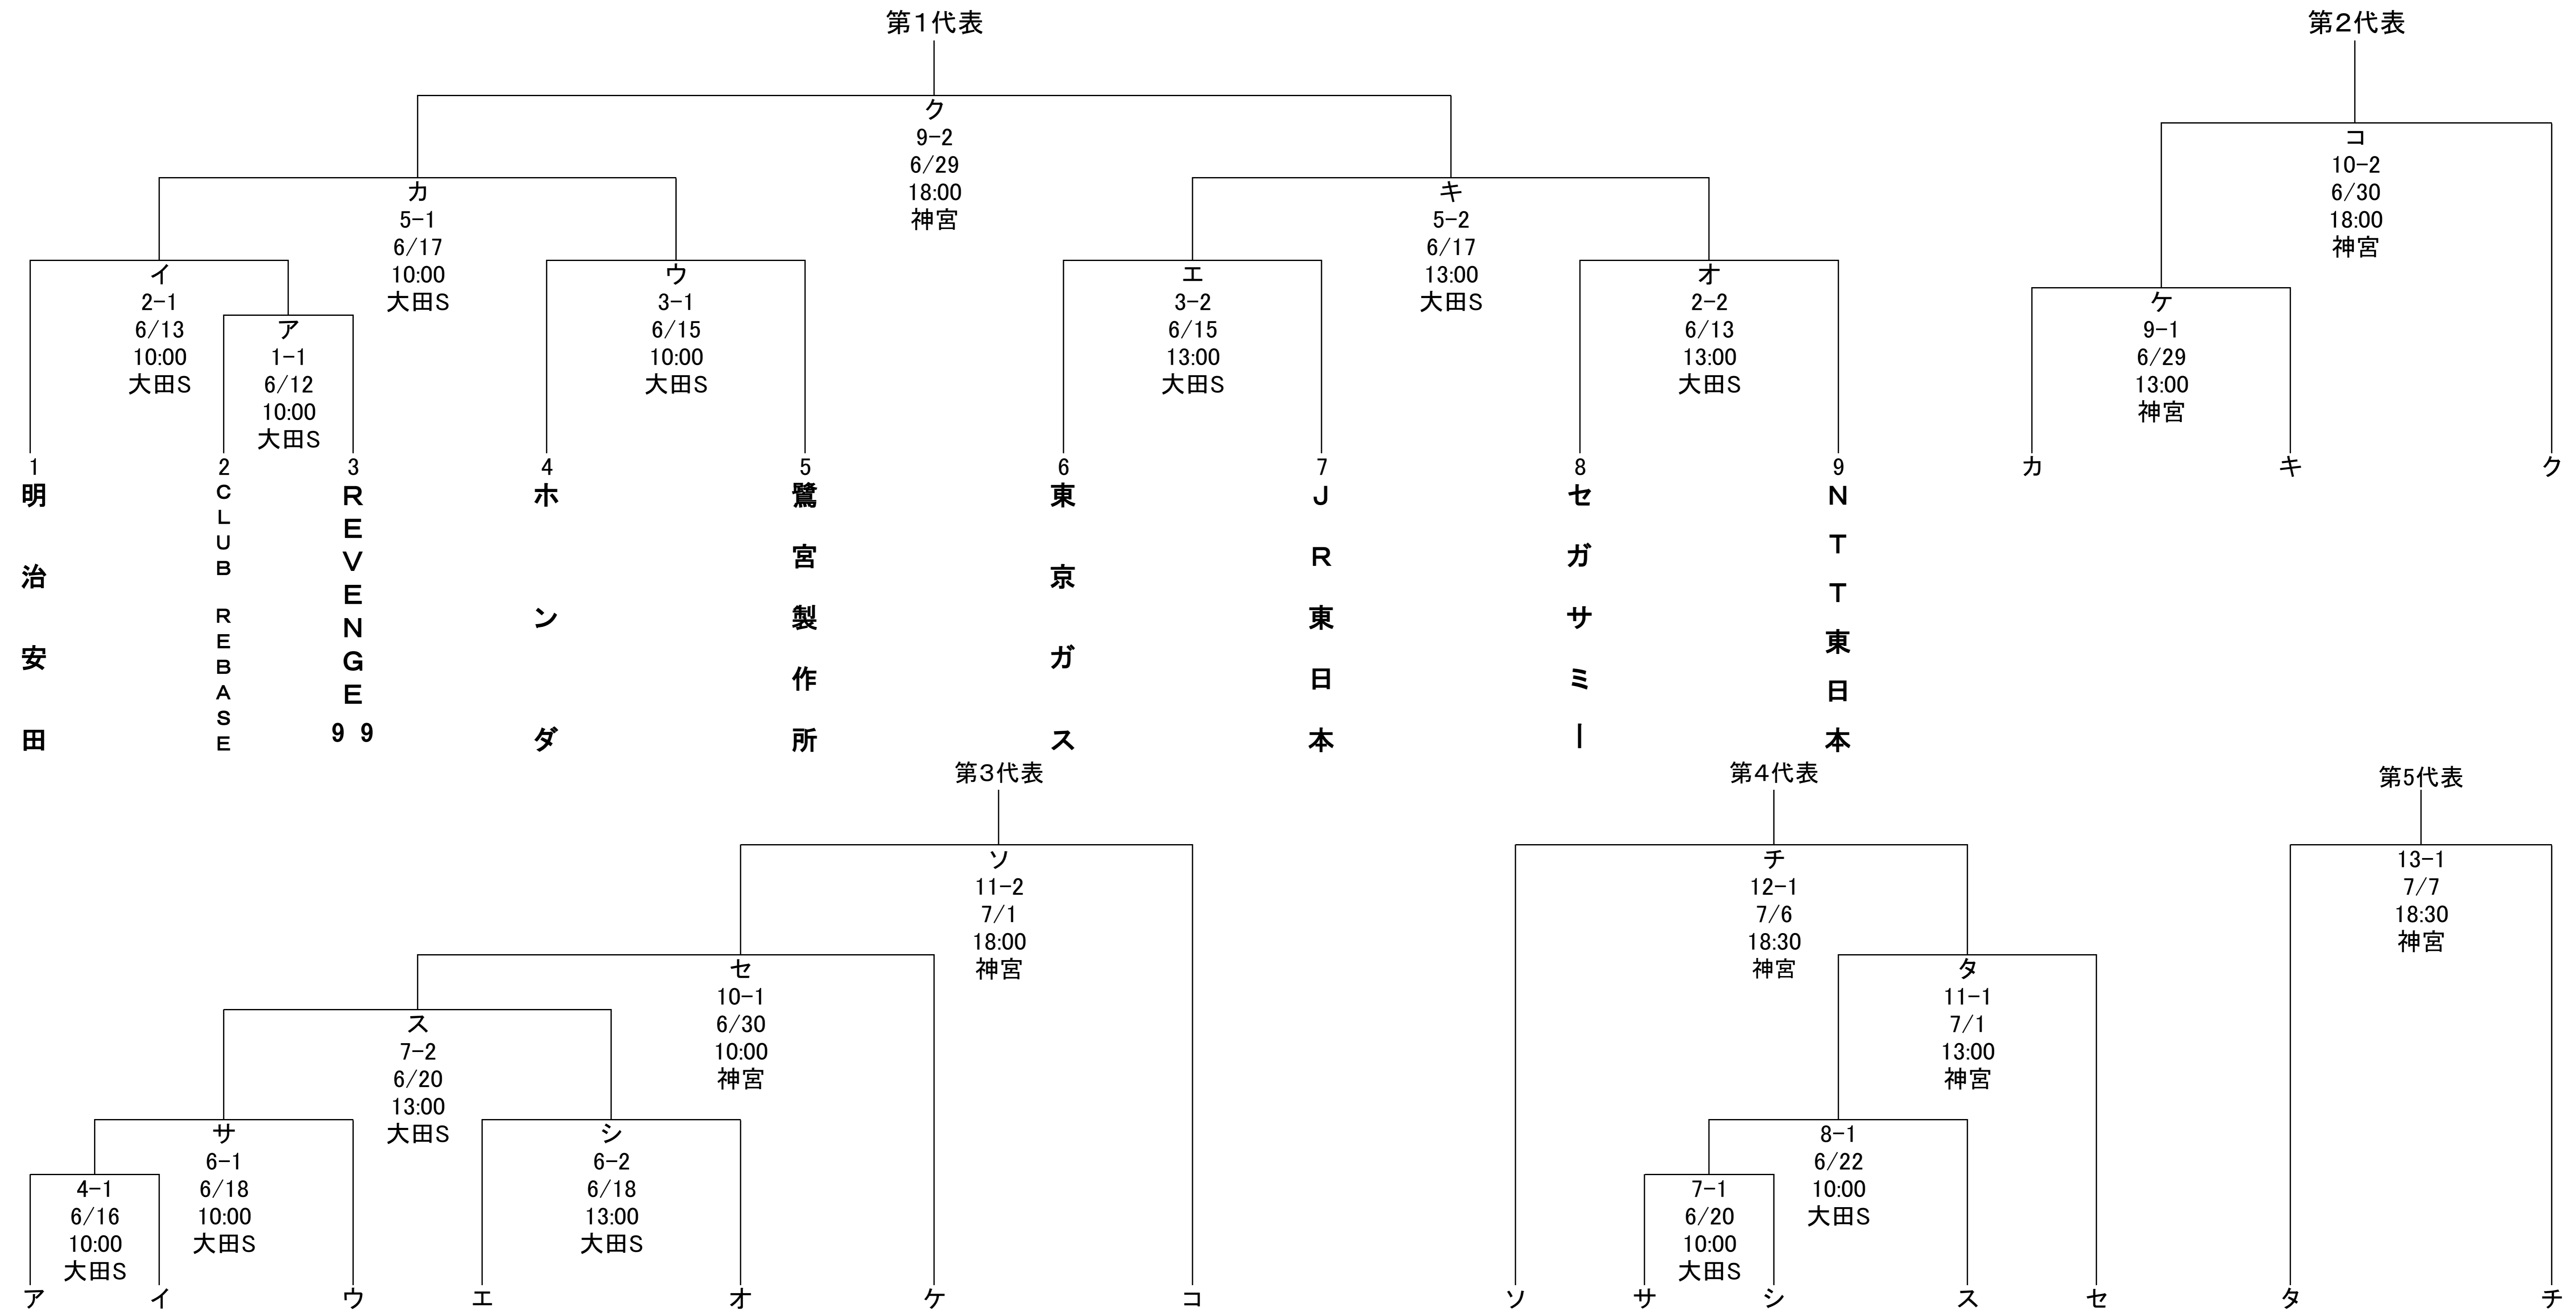 第1代表
ク
9-2
6/29
18:00
神宮
カ
5-1
6/17
10:00
大田S
キ
5-2
6/17
13:00
大田S
イ
2-1
6/13
10:00
大田S
ア
1-1
6/12
10:00
大田S
ウ
3-1
6/15
10:00
大田S
エ
3-2
6/15
13:00
大田S
オ
2-2
6/13
13:00
大田S
1
明治安田
2
CLUB REBASE
3
REVENGE99
4
ホンダ
5
鷺宮製作所
6
東京ガス
7
JR東日本
8
セガサミー
9
NTT東日本
第2代表
コ
10-2
6/30
18:00
神宮
ケ
9-1
6/29
13:00
神宮
カ
キ
ク
第3代表
ソ
11-2
7/1
18:00
神宮
セ
10-1
6/30
10:00
神宮
ス
7-2
6/20
13:00
大田S
サ
6-1
6/18
10:00
大田S
シ
6-2
6/18
13:00
大田S
4-1
6/16
10:00
大田S
ア
イ
ウ
エ
オ
ケ
コ
第4代表
チ
12-1
7/6
18:30
神宮
タ
11-1
7/1
13:00
神宮
8-1
6/22
10:00
大田S
7-1
6/20
10:00
大田S
ソ
サ
シ
ス
セ
第5代表
13-1
7/7
18:30
神宮
タ
チ